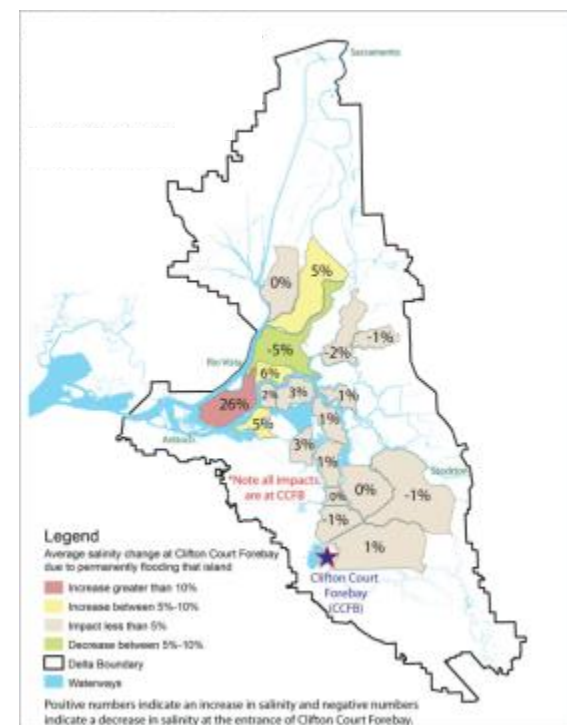 Sacramento
5%
0%
-5%
-1%
-2%
Rio Vista
6%
2%
3%
1%
26%
5%
1%
Antioch
3%
1%
Stockton
*Note all impacts
are at CCFB
0%
0%
-1%
-1%
1%
Clifton Court
Forebay
(CCFB)
Legend
Average salinity change at Clifton Court Forebay
due to permanently flooding that island
Increase greater than 10%
Increase between 5%-10%
Impact less than 5%
Decrease between 5%-10%
Delta Boundary
Waterways
Positive numbers indicate an increase in salinity and negative numbers
indicate a decrease in salinity at the entrance of Clifton Court Forebay.